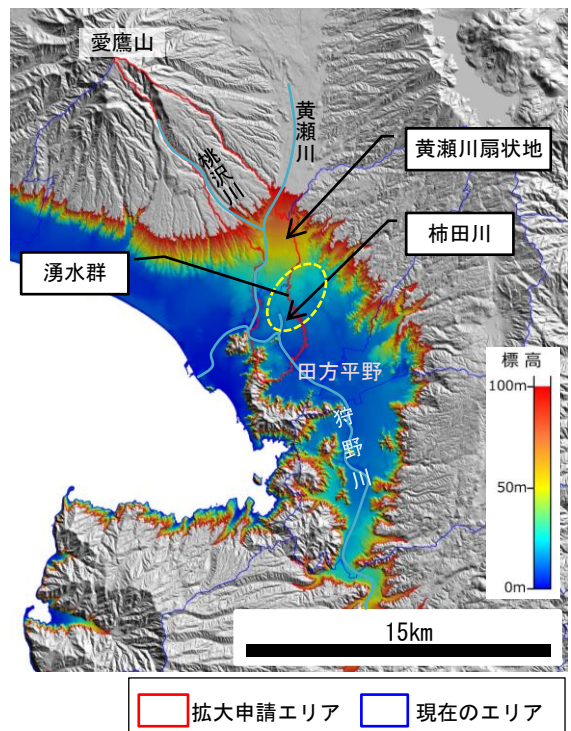 愛鷹山
黄瀬川
桃沢川
黄瀬川扇状地
柿田川
湧水群
田方平野
狩野川
標高
100m
50m
0m
15km
拡大申請エリア
現在のエリア